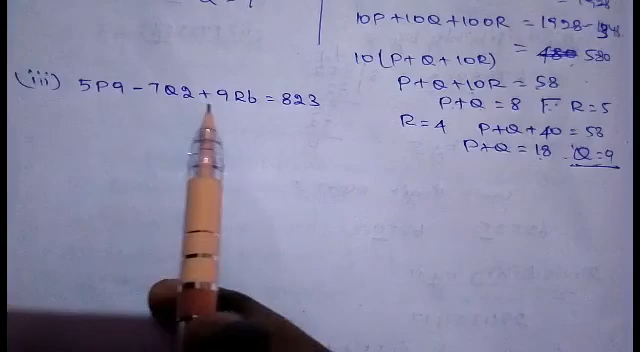 10P+10Q+100R = 1928-
10(P+Q+10R) = 580
P+Q+10R = 58
P+Q = 8 R=5
R=4 P+Q+40=58
P+Q = 18 Q=9
(iii) 5P9 - 7Q2 + 9R6 = 823